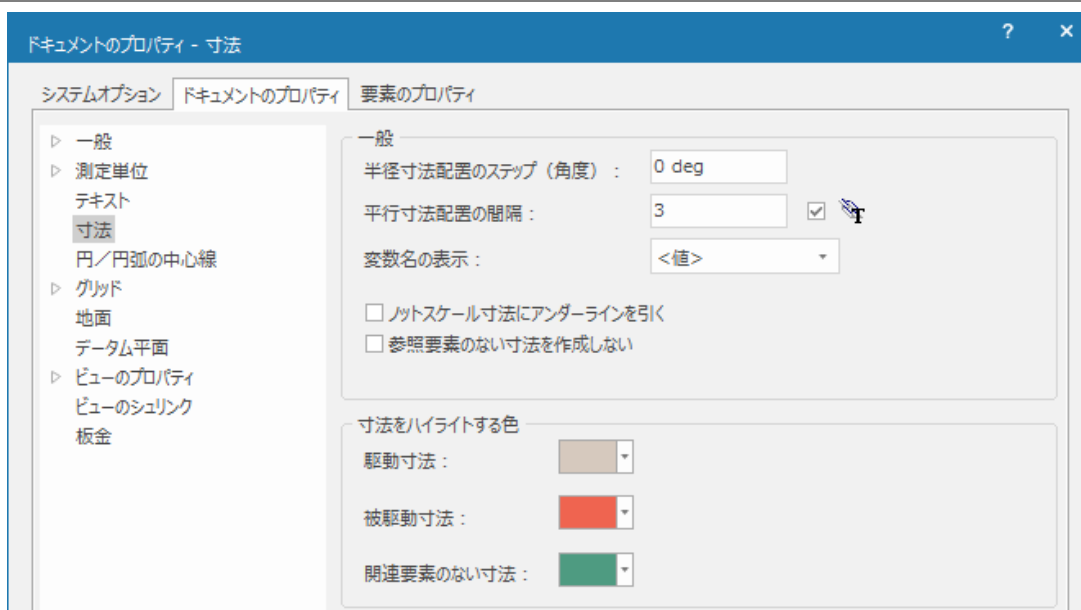 ドキュメントのプロパティ - 寸法
? ×
システムオプション ドキュメントのプロパティ 要素のプロパティ
一般
測定単位
テキスト
寸法
円/円弧の中心線
グリッド
地面
データム平面
ビューのプロパティ
ビューのシュリンク
板金
一般
半径寸法配置のステップ(角度): 0 deg
平行寸法配置の間隔: 3
変数名の表示: <値>
ノットスケール寸法にアンダーラインを引く
参照要素のない寸法を作成しない
寸法をハイライトする色
駆動寸法:
被駆動寸法:
関連要素のない寸法: